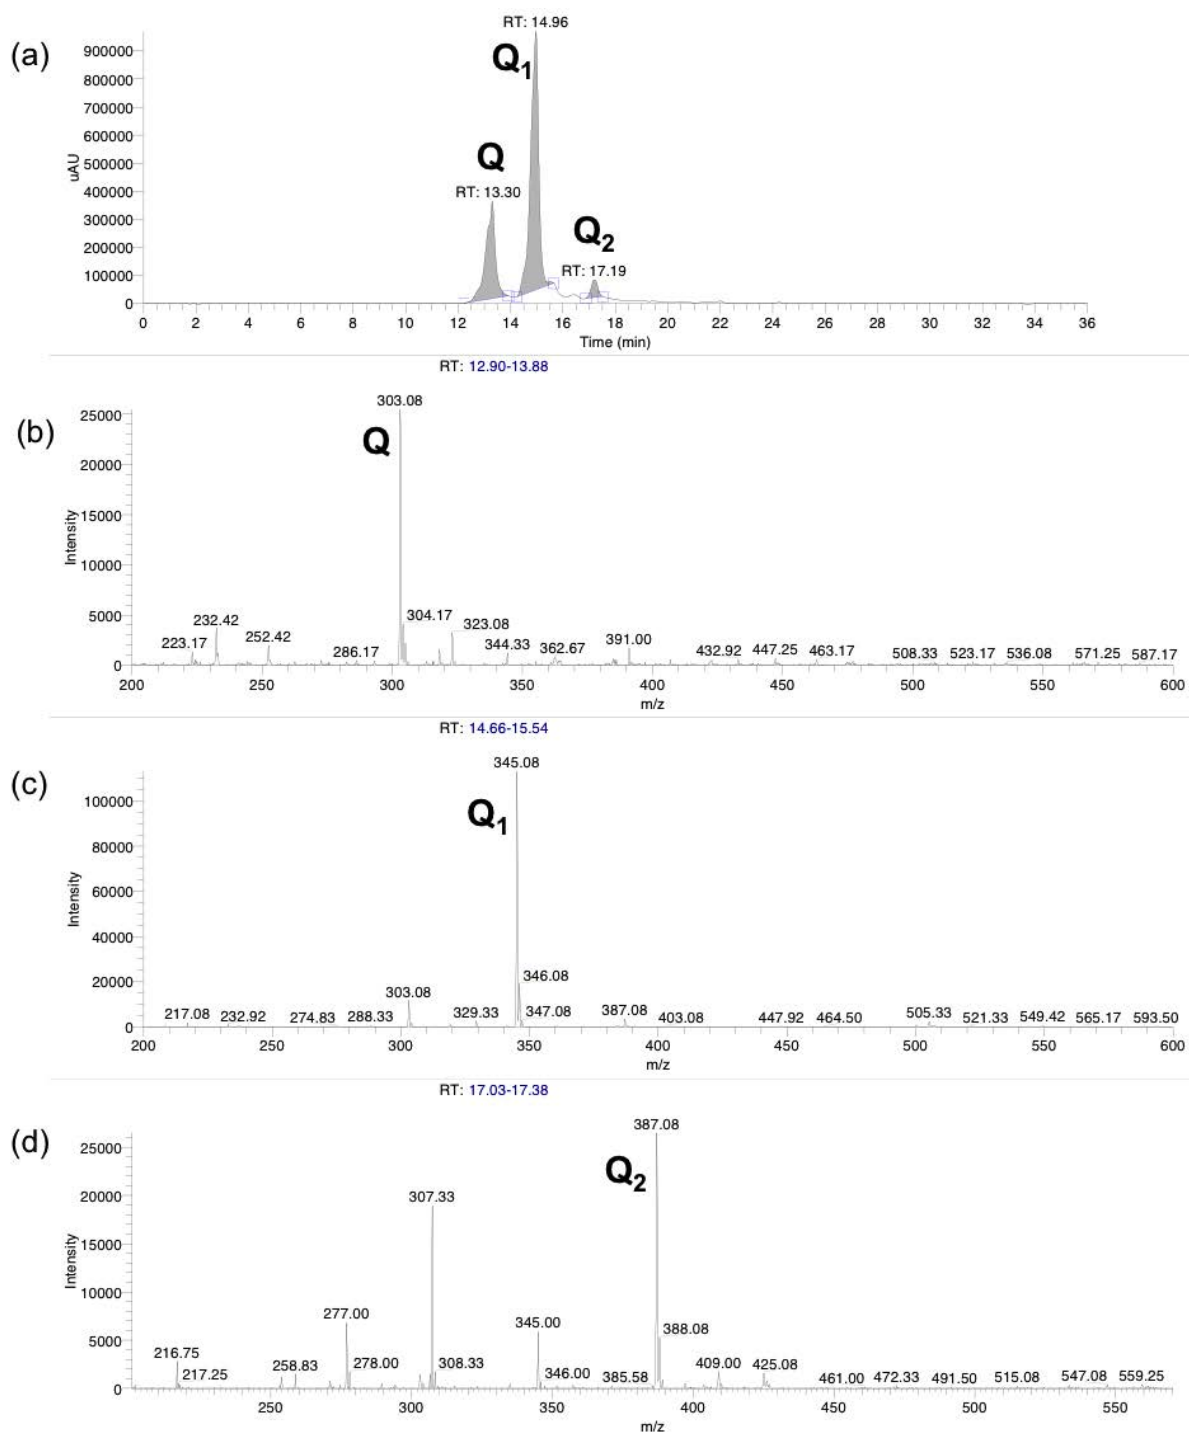 (a)
RT: 14.96
Q1
Q
RT: 13.30
Q2
RT: 17.19
uAU
900000
800000
700000
600000
500000
400000
300000
200000
100000
0
0 2 4 6 8 10 12 14 16 18 20 22 24 26 28 30 32 34 36
Time (min)
RT: 12.90-13.88
(b)
303.08
Q
Intensity
25000
20000
15000
10000
5000
0
223.17 232.42 252.42 286.17 304.17 323.08 344.33 362.67 391.00 432.92 447.25 463.17 508.33 523.17 536.08 571.25 587.17
200 250 300 350 400 450 500 550 600
m/z
RT: 14.66-15.54
(c)
345.08
Q1
Intensity
100000
80000
60000
40000
20000
0
217.08 232.92 274.83 288.33 303.08 329.33 346.08 347.08 387.08 403.08 447.92 464.50 505.33 521.33 549.42 565.17 593.50
200 250 300 350 400 450 500 550 600
m/z
RT: 17.03-17.38
(d)
387.08
Q2
Intensity
25000
20000
15000
10000
5000
0
216.75 217.25 258.83 277.00 278.00 307.33 308.33 345.00 346.00 385.58 388.08 409.00 425.08 461.00 472.33 491.50 515.08 547.08 559.25
250 300 350 400 450 500 550
m/z